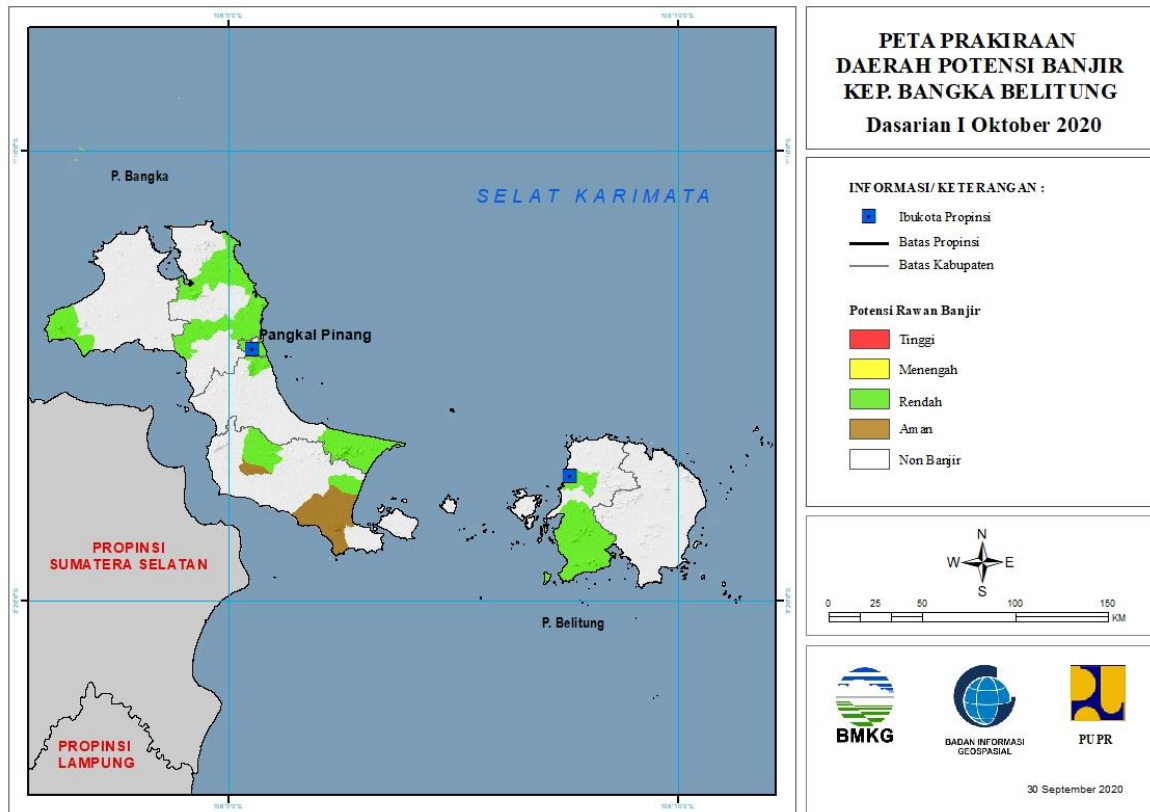 PETA PRAKIRAAN
DAERAH POTENSI BANJIR
KEP. BANGKA BELITUNG
Dasarian I Oktober 2020
P. Bangka
SELAT KARIMATA
Pangkal Pinang
PROPINSI
SUMATERA SELATAN
P. Belitung
PROPINSI
LAMPUNG
INFORMASI/ KETERANGAN :
Ibukota Propinsi
Batas Propinsi
Batas Kabupaten
Potensi Rawan Banjir
Tinggi
Menengah
Rendah
Aman
Non Banjir
N
W
E
S
0 25 50 100 150
KM
BMKG
BADAN INFORMASI
GEOSPASIAL
PUPR
30 September 2020